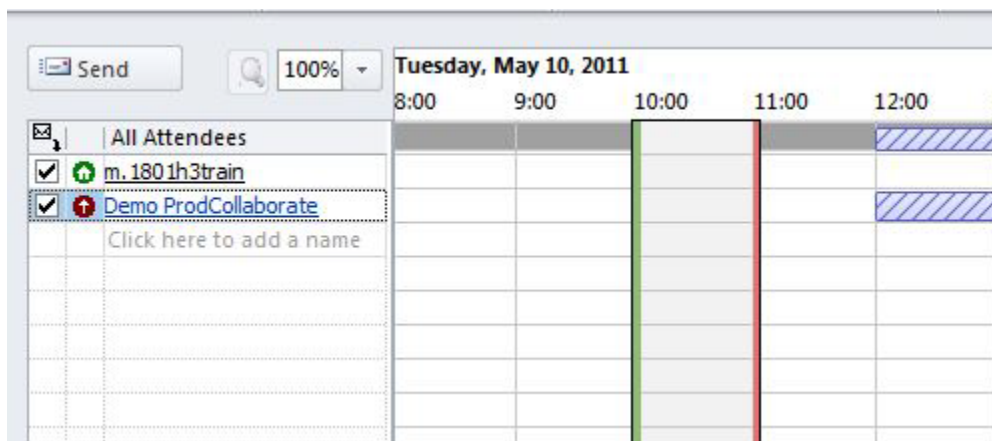 Send
100%
Tuesday, May 10, 2011
8:00 9:00 10:00 11:00 12:00
All Attendees
m.1801h3train
Demo ProdCollaborate
Click here to add a name